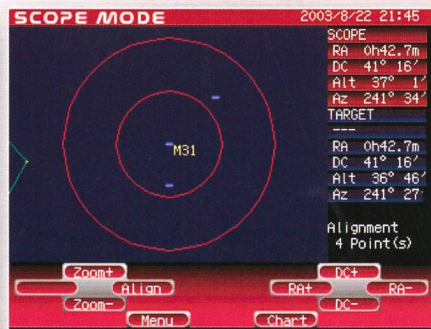 SCOPE MODE 2003/8/22 21:45
SCOPE
RA 0h42.7m
DC 41° 16′
Alt 37° 1′
Az 241° 34′
TARGET
---
RA 0h42.7m
DC 41° 16′
Alt 36° 46′
Az 241° 27′
M31
Alignment
4 Point(s)
Zoom+ DC+
Align RA+ RA-
Zoom- DC-
Menu Chart